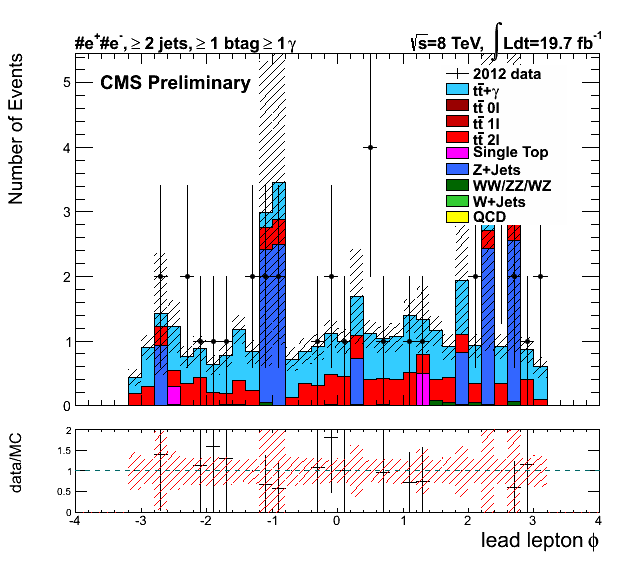 #e⁺#e⁻, ≥ 2 jets, ≥ 1 btag ≥ 1 γ √s=8 TeV, ∫ Ldt=19.7 fb⁻¹
CMS Preliminary
2012 data
tt̄+γ
tt̄ 0l
tt̄ 1l
tt̄ 2l
Single Top
Z+Jets
WW/ZZ/WZ
W+Jets
QCD
Number of Events
5
4
3
2
1
0
data/MC
2
1.5
1
0.5
0
-4 -3 -2 -1 0 1 2 3 4
lead lepton ϕ